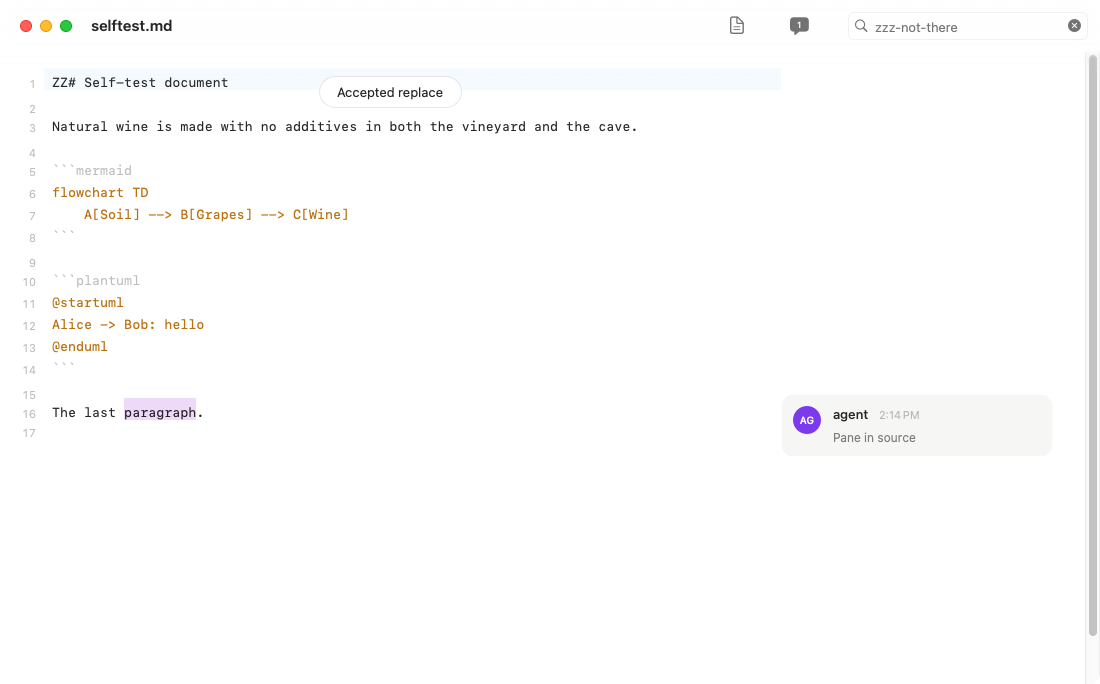 selftest.md
1
zzz-not-there
1 ZZ# Self-test document
Accepted replace
2
3 Natural wine is made with no additives in both the vineyard and the cave.
4
5 ```mermaid
6 flowchart TD
7     A[Soil] --> B[Grapes] --> C[Wine]
8 ```
9
10 ```plantuml
11 @startuml
12 Alice -> Bob: hello
13 @enduml
14 ```
15
16 The last paragraph.
17
AG agent 2:14 PM
Pane in source